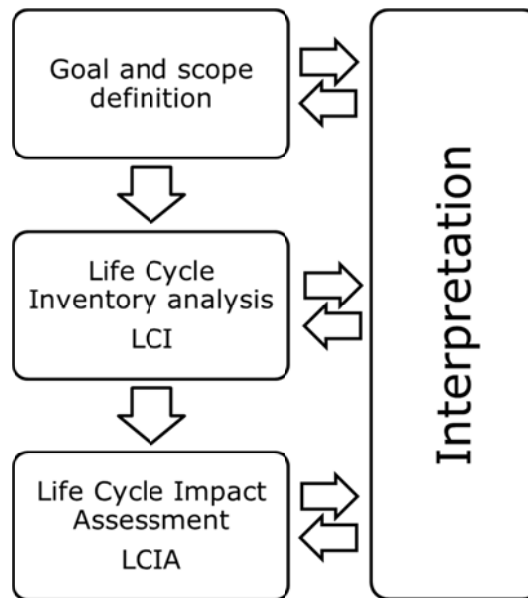 Goal and scope
definition
Life Cycle
Inventory analysis
LCI
Life Cycle Impact
Assessment
LCIA
Interpretation